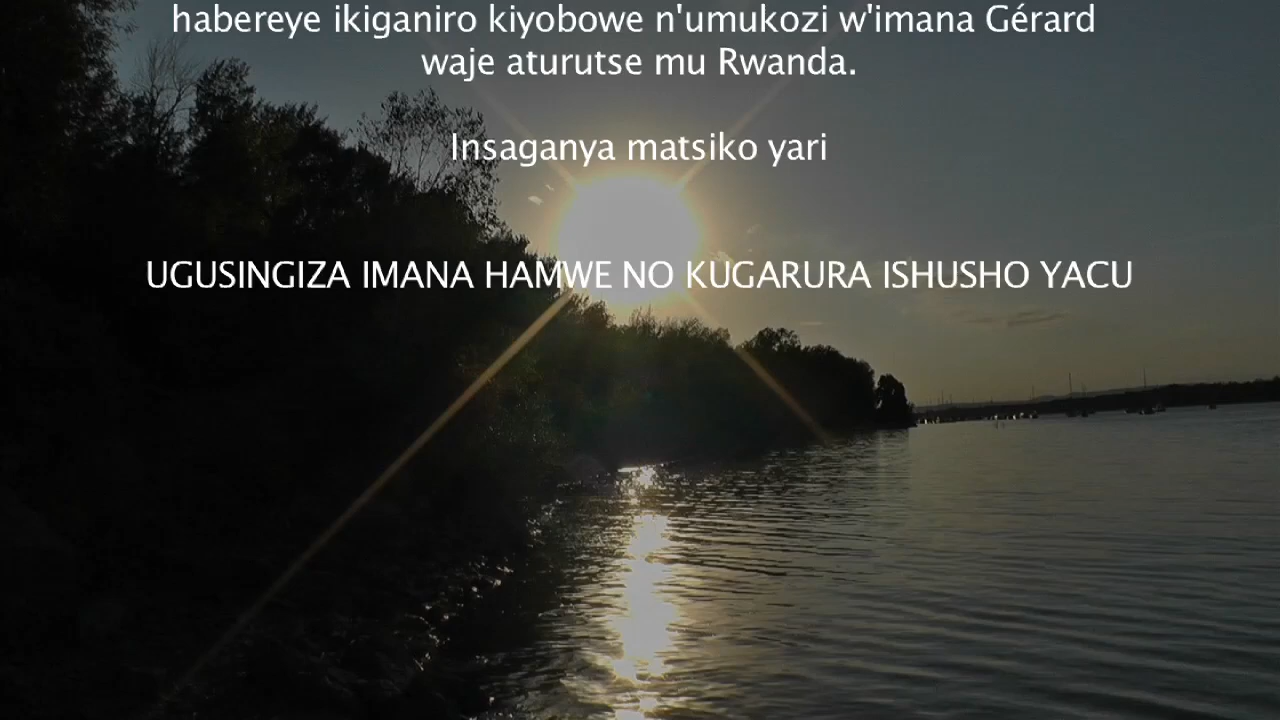 habereye ikiganiro kiyobowe n'umukozi w'imana Gérard
waje aturutse mu Rwanda.
Insaganya matsiko yari
UGUSINGIZA IMANA HAMWE NO KUGARURA ISHUSHO YACU